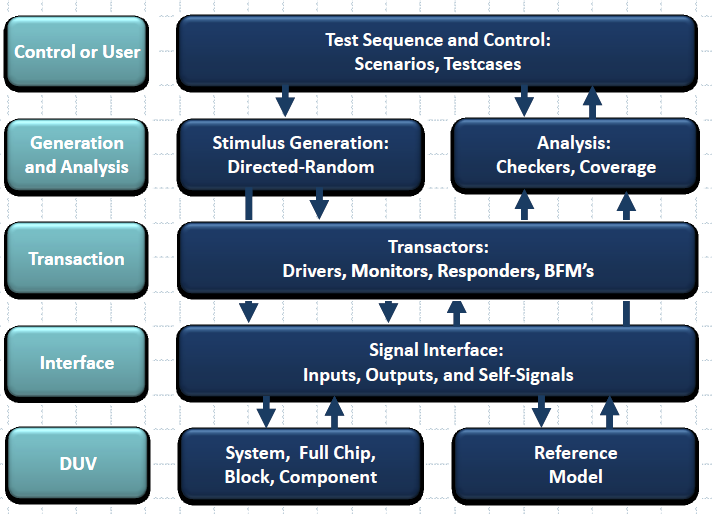 Control or User
Test Sequence and Control:
Scenarios, Testcases
Generation
and Analysis
Stimulus Generation:
Directed-Random
Analysis:
Checkers, Coverage
Transaction
Transactors:
Drivers, Monitors, Responders, BFM's
Interface
Signal Interface:
Inputs, Outputs, and Self-Signals
DUV
System, Full Chip,
Block, Component
Reference
Model